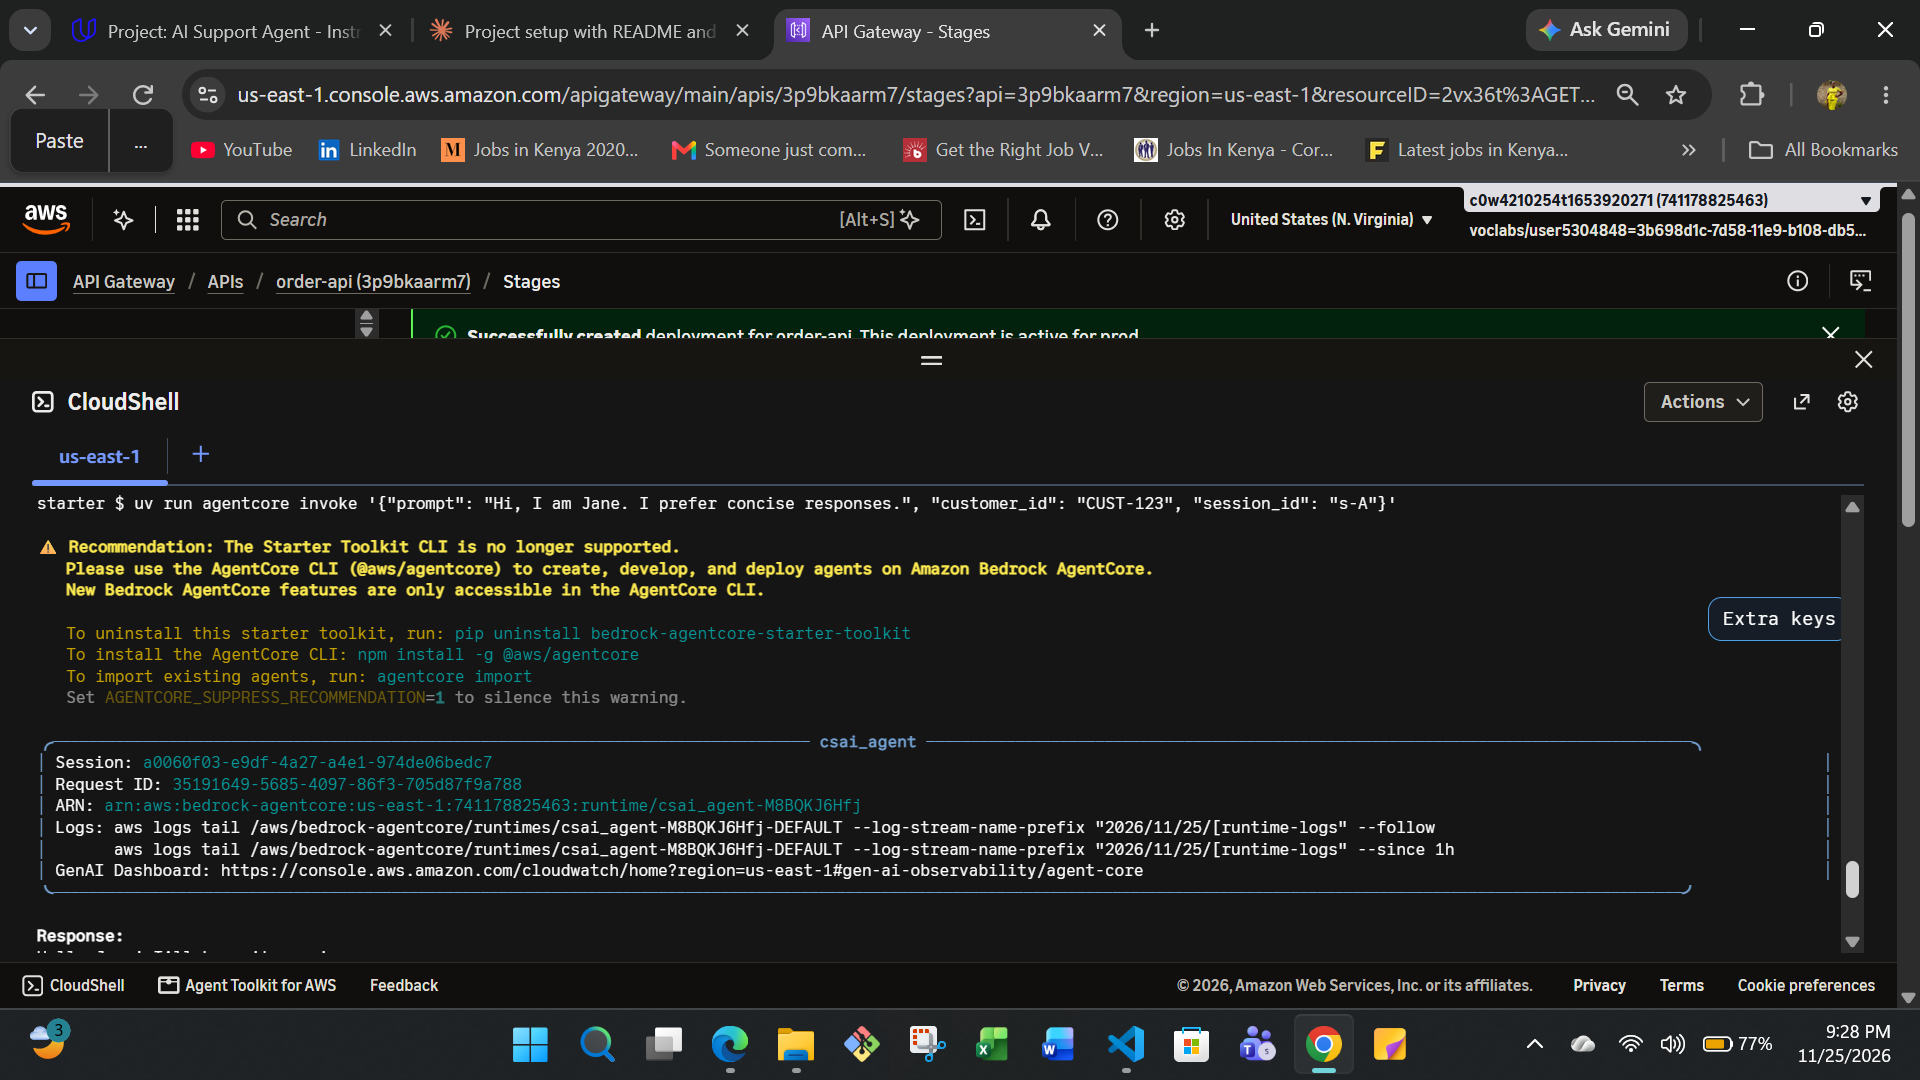 Project: AI Support Agent - Instr
Project setup with README and
API Gateway - Stages
Ask Gemini
us-east-1.console.aws.amazon.com/apigateway/main/apis/3p9bkaarm7/stages?api=3p9bkaarm7&region=us-east-1&resourceID=2vx36t%3AGET...
Paste
...
YouTube
LinkedIn
Jobs in Kenya 2020...
Someone just com...
Get the Right Job V...
Jobs In Kenya - Cor...
Latest jobs in Kenya...
All Bookmarks
aws
Search
[Alt+S]
United States (N. Virginia)
c0w4210254t1653920271 (741178825463)
voclabs/user5304848=3b698d1c-7d58-11e9-b108-db5...
API Gateway / APIs / order-api (3p9bkaarm7) / Stages
Successfully created deployment for order-api. This deployment is active for prod
CloudShell
Actions
us-east-1
starter $ uv run agentcore invoke '{"prompt": "Hi, I am Jane. I prefer concise responses.", "customer_id": "CUST-123", "session_id": "s-A"}'
Recommendation: The Starter Toolkit CLI is no longer supported.
Please use the AgentCore CLI (@aws/agentcore) to create, develop, and deploy agents on Amazon Bedrock AgentCore.
New Bedrock AgentCore features are only accessible in the AgentCore CLI.
Extra keys
To uninstall this starter toolkit, run: pip uninstall bedrock-agentcore-starter-toolkit
To install the AgentCore CLI: npm install -g @aws/agentcore
To import existing agents, run: agentcore import
Set AGENTCORE_SUPPRESS_RECOMMENDATION=1 to silence this warning.
csai_agent
Session: a0060f03-e9df-4a27-a4e1-974de06bedc7
Request ID: 35191649-5685-4097-86f3-705d87f9a788
ARN: arn:aws:bedrock-agentcore:us-east-1:741178825463:runtime/csai_agent-M8BQKJ6Hfj
Logs: aws logs tail /aws/bedrock-agentcore/runtimes/csai_agent-M8BQKJ6Hfj-DEFAULT --log-stream-name-prefix "2026/11/25/[runtime-logs" --follow
aws logs tail /aws/bedrock-agentcore/runtimes/csai_agent-M8BQKJ6Hfj-DEFAULT --log-stream-name-prefix "2026/11/25/[runtime-logs" --since 1h
GenAI Dashboard: https://console.aws.amazon.com/cloudwatch/home?region=us-east-1#gen-ai-observability/agent-core
Response:
CloudShell
Agent Toolkit for AWS
Feedback
© 2026, Amazon Web Services, Inc. or its affiliates.
Privacy
Terms
Cookie preferences
3
77%
9:28 PM
11/25/2026